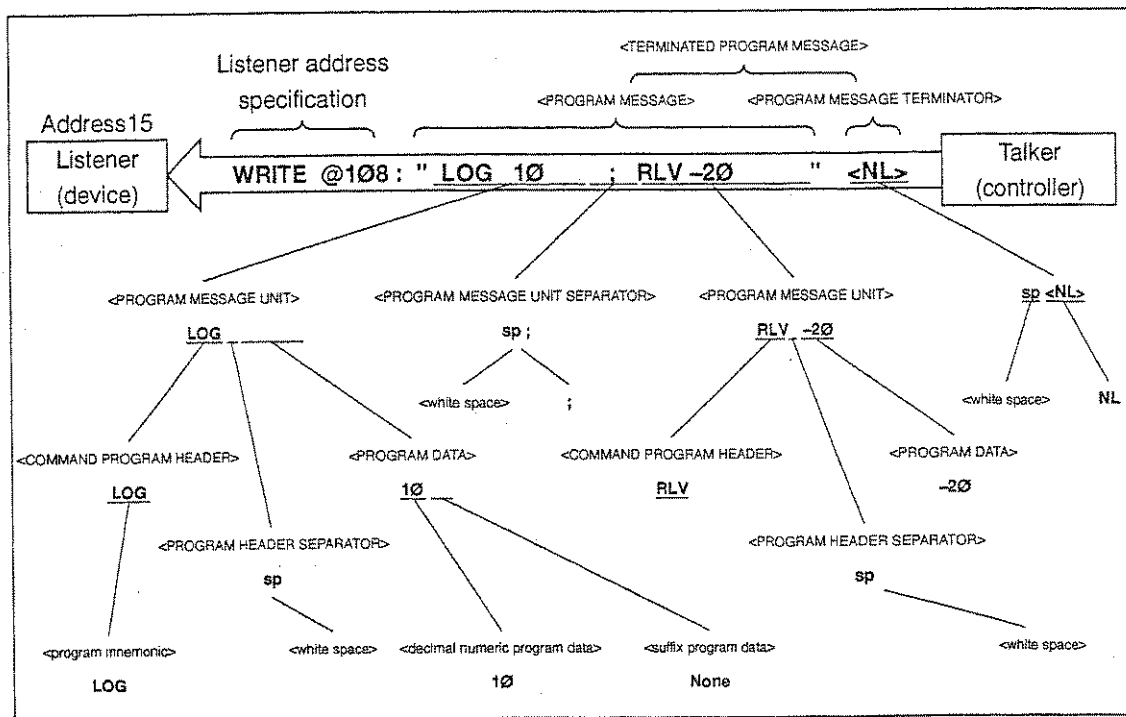 <TERMINATED PROGRAM MESSAGE>
Listener address
specification
<PROGRAM MESSAGE> <PROGRAM MESSAGE TERMINATOR>
Address15
Listener
(device)
WRITE @1Ø8 : " LOG 1Ø ; RLV –2Ø " <NL>
Talker
(controller)
<PROGRAM MESSAGE UNIT> <PROGRAM MESSAGE UNIT SEPARATOR> <PROGRAM MESSAGE UNIT> sp <NL>
LOG sp ; RLV –2Ø
<white space> ; <white space> NL
<COMMAND PROGRAM HEADER> <PROGRAM DATA> <COMMAND PROGRAM HEADER> <PROGRAM DATA>
LOG 1Ø RLV –2Ø
<PROGRAM HEADER SEPARATOR> <PROGRAM HEADER SEPARATOR>
sp sp
<program mnemonic> <white space> <decimal numeric program data> <suffix program data> <white space>
LOG 1Ø None